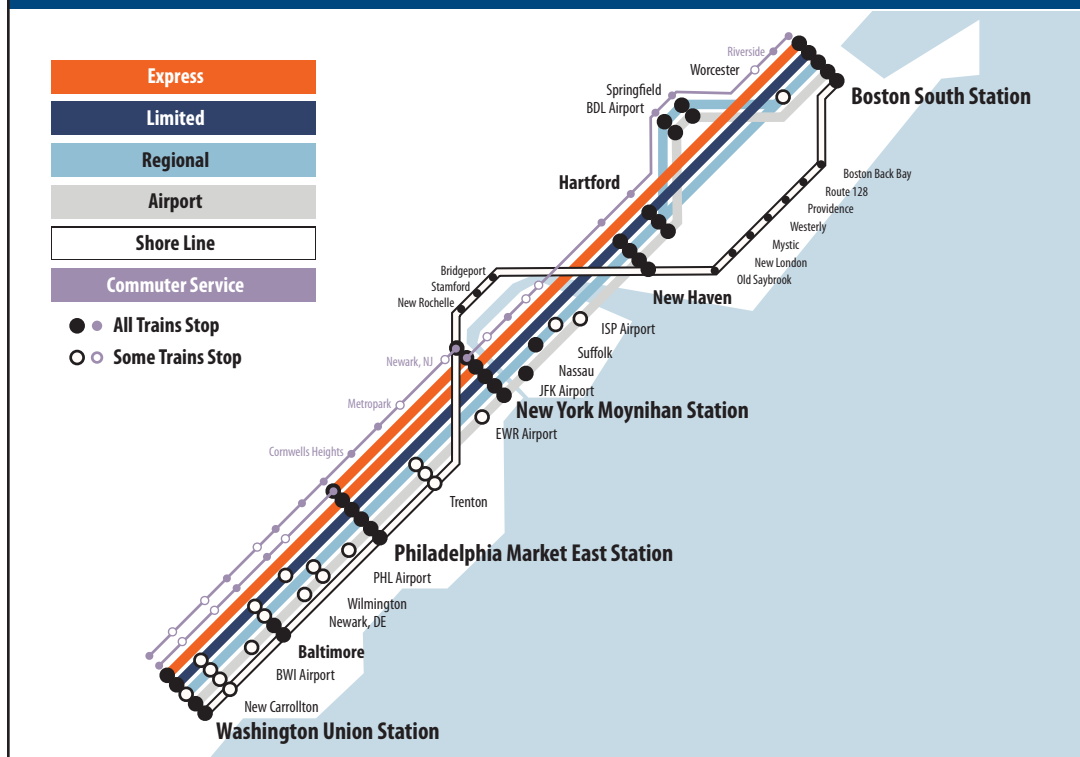 Express
Limited
Regional
Airport
Shore Line
Commuter Service
All Trains Stop
Some Trains Stop
Riverside
Worcester
Springfield
BDL Airport
Boston South Station
Hartford
Boston Back Bay
Route 128
Providence
Westerly
Mystic
New London
Old Saybrook
Bridgeport
Stamford
New Rochelle
New Haven
ISP Airport
Suffolk
Nassau
JFK Airport
Newark, NJ
New York Moynihan Station
Metropark
EWR Airport
Cornwells Heights
Trenton
Philadelphia Market East Station
PHL Airport
Wilmington
Newark, DE
Baltimore
BWI Airport
New Carrollton
Washington Union Station